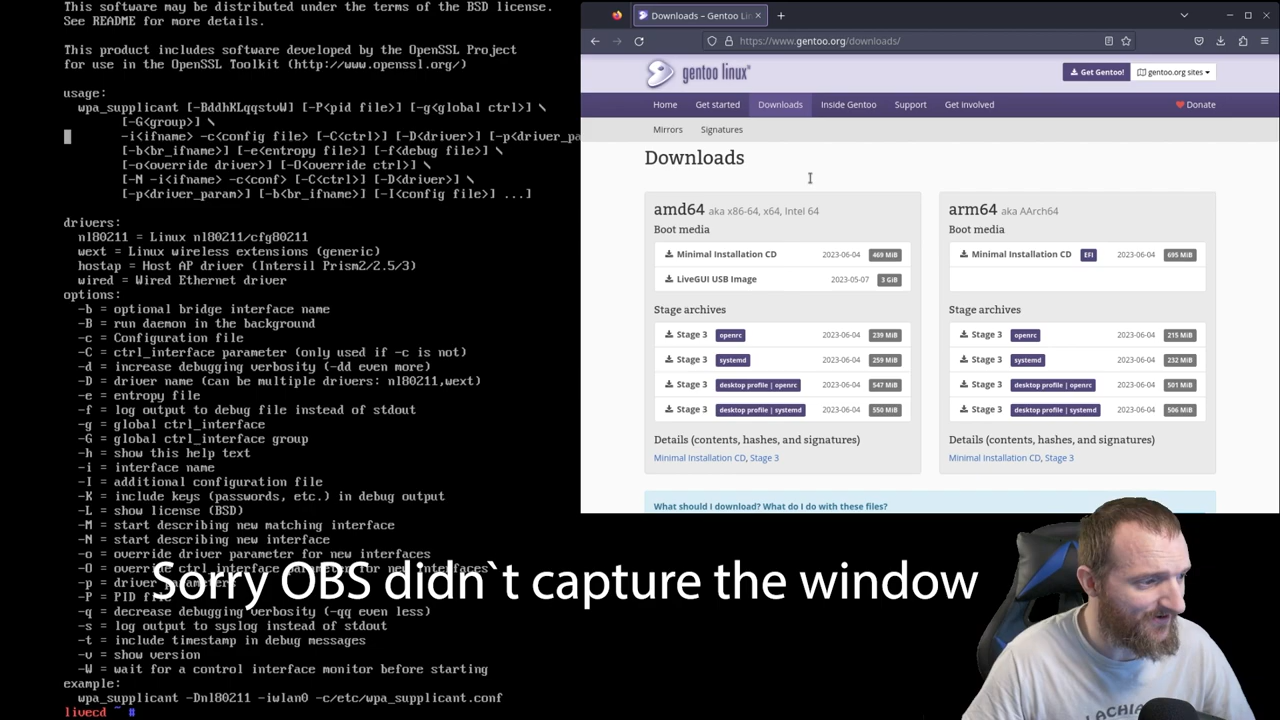 This software may be distributed under the terms of the BSD license.
See README for more details.
This product includes software developed by the OpenSSL Project
for use in the OpenSSL Toolkit (http://www.openssl.org/)
usage:
wpa_supplicant [-BddhKLqqstvW] [-P<pid file>] [-g<global ctrl>] \
[-G<group>] \
-i<ifname> -c<config file> [-C<ctrl>] [-D<driver>] [-p<driver_pa
[-b<br_ifname>] [-e<entropy file>] [-f<debug file>] \
[-o<override driver>] [-O<override ctrl>] \
[-N -i<ifname> -c<conf> [-C<ctrl>] [-D<driver>] \
[-p<driver_param>] [-b<br_ifname>] [-I<config file>] ...]
drivers:
nl80211 = Linux nl80211/cfg80211
wext = Linux wireless extensions (generic)
hostap = Host AP driver (Intersil Prism2/2.5/3)
wired = Wired Ethernet driver
options:
-b = optional bridge interface name
-B = run daemon in the background
-c = Configuration file
-C = ctrl_interface parameter (only used if -c is not)
-d = increase debugging verbosity (-dd even more)
-D = driver name (can be multiple drivers: nl80211,wext)
-e = entropy file
-f = log output to debug file instead of stdout
-g = global ctrl_interface
-G = global ctrl_interface group
-h = show this help text
-i = interface name
-I = additional configuration file
-K = include keys (passwords, etc.) in debug output
-L = show license (BSD)
-M = start describing new matching interface
-N = start describing new interface
-o = override driver parameter for new interfaces
-O = override ctrl_interface parameter for new interfaces
-p = driver parameters
-P = PID file
-q = decrease debugging verbosity (-qq even less)
-s = log output to syslog instead of stdout
-t = include timestamp in debug messages
-v = show version
-W = wait for a control interface monitor before starting
example:
wpa_supplicant -Dnl80211 -iwlan0 -c/etc/wpa_supplicant.conf
livecd ~ #
Downloads – Gentoo Lin
https://www.gentoo.org/downloads/
gentoo linux
Get Gentoo!
gentoo.org sites
Home Get started Downloads Inside Gentoo Support Get involved Donate
Mirrors Signatures
Downloads
amd64 aka x86-64, x64, Intel 64
Boot media
Minimal Installation CD 2023-06-04 469 MiB
LiveGUI USB Image 2023-05-07 3 GiB
Stage archives
Stage 3 openrc 2023-06-04 239 MiB
Stage 3 systemd 2023-06-04 259 MiB
Stage 3 desktop profile | openrc 2023-06-04 547 MiB
Stage 3 desktop profile | systemd 2023-06-04 550 MiB
Details (contents, hashes, and signatures)
Minimal Installation CD, Stage 3
arm64 aka AArch64
Boot media
Minimal Installation CD EFI 2023-06-04 695 MiB
Stage archives
Stage 3 openrc 2023-06-04 215 MiB
Stage 3 systemd 2023-06-04 232 MiB
Stage 3 desktop profile | openrc 2023-06-04 501 MiB
Stage 3 desktop profile | systemd 2023-06-04 506 MiB
Details (contents, hashes, and signatures)
Minimal Installation CD, Stage 3
What should I download? What do I do with these files?
Sorry OBS didn`t capture the window